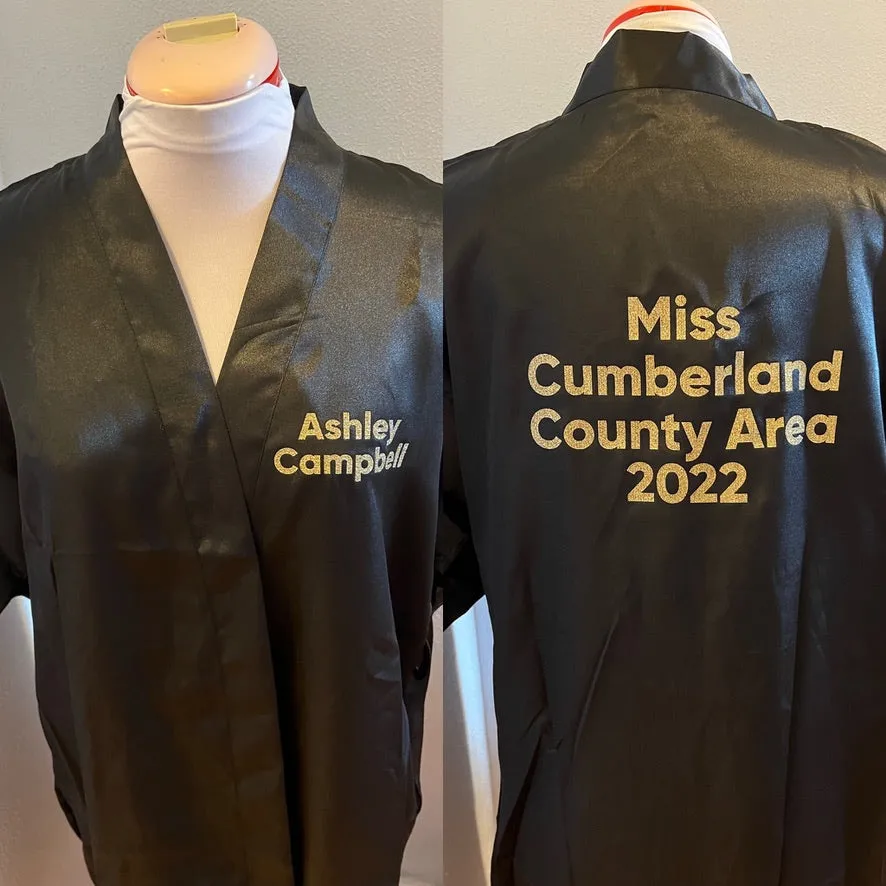 Ashley
Campbell
Miss
Cumberland
County Area
2022